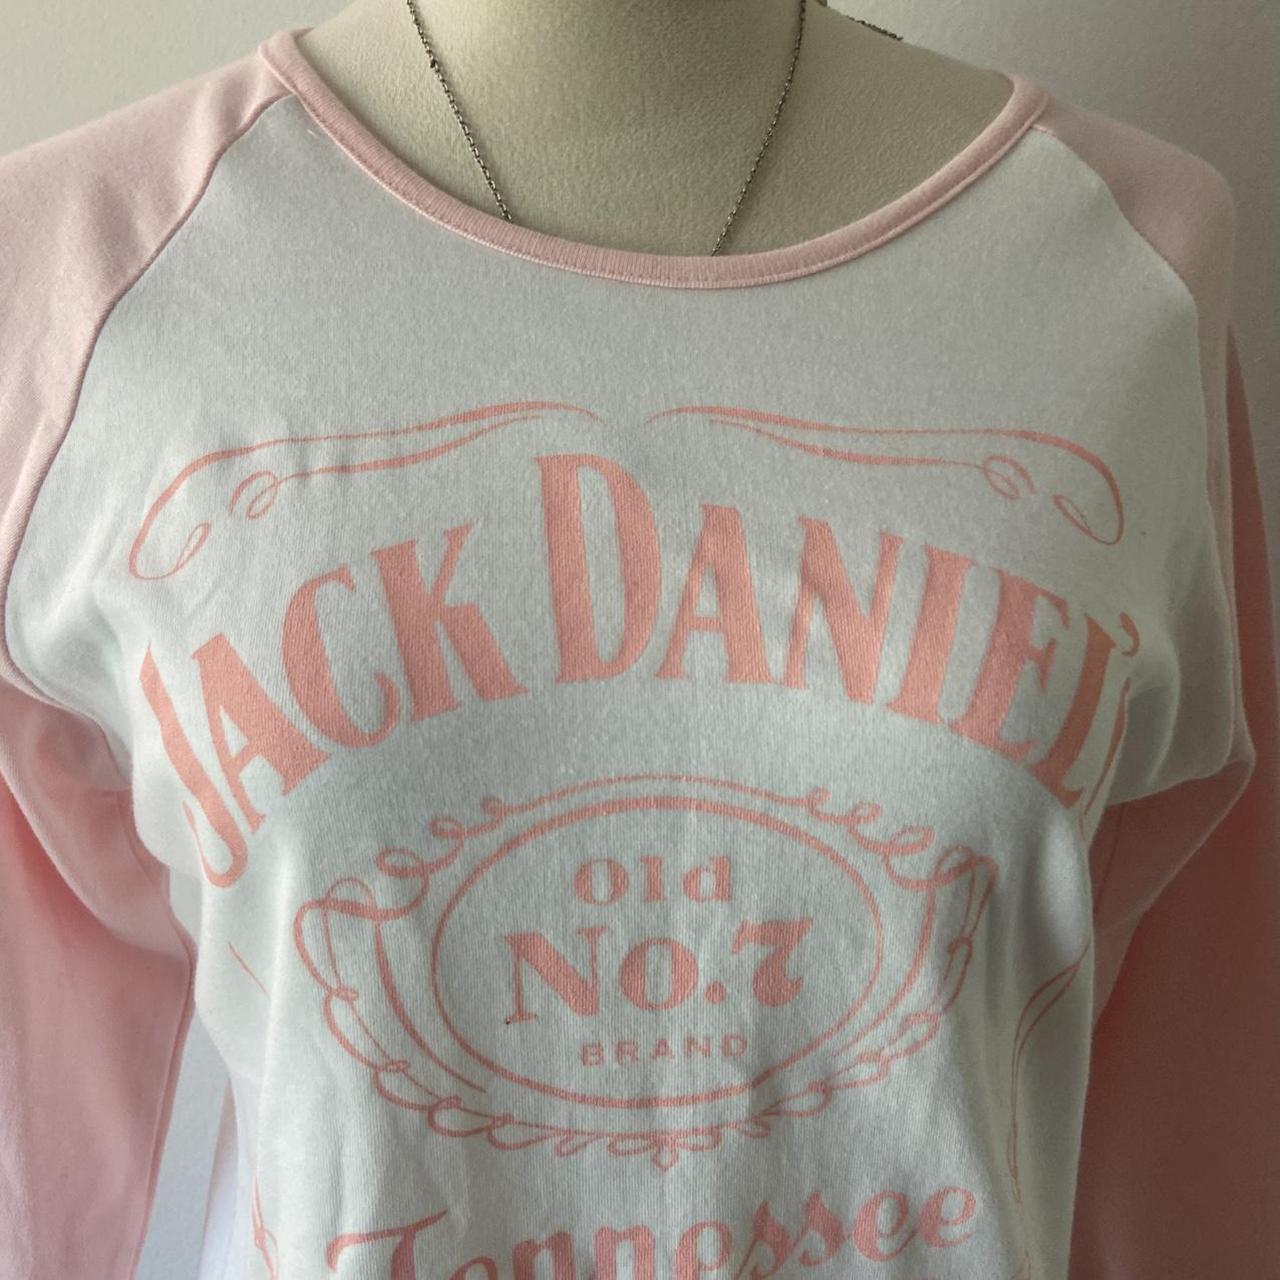 JACK DANIEL'S
Old
No.7
BRAND
Tennessee